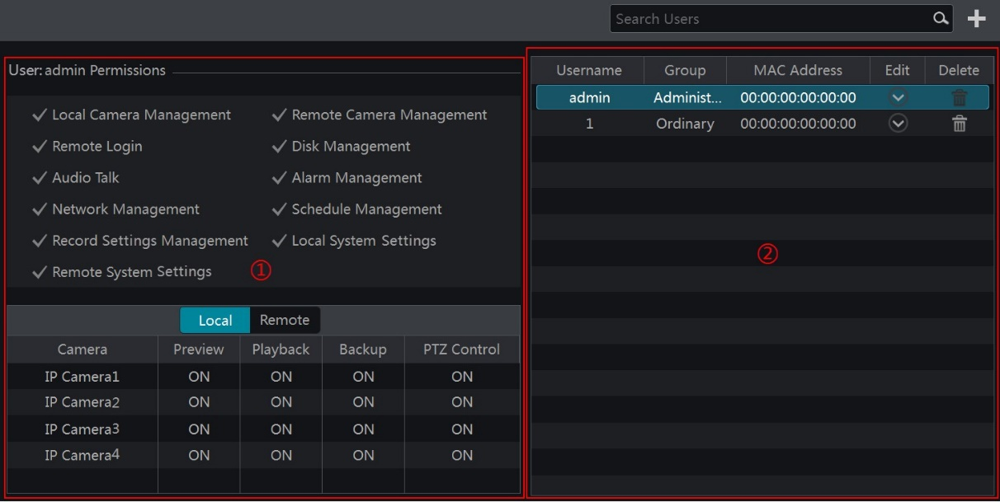 Search Users
User:admin Permissions
Local Camera Management Remote Camera Management
Remote Login Disk Management
Audio Talk Alarm Management
Network Management Schedule Management
Record Settings Management Local System Settings
Remote System Settings ①
Local Remote
Camera Preview Playback Backup PTZ Control
IP Camera1 ON ON ON ON
IP Camera2 ON ON ON ON
IP Camera3 ON ON ON ON
IP Camera4 ON ON ON ON
Username Group MAC Address Edit Delete
admin Administ... 00:00:00:00:00:00
1 Ordinary 00:00:00:00:00:00
②